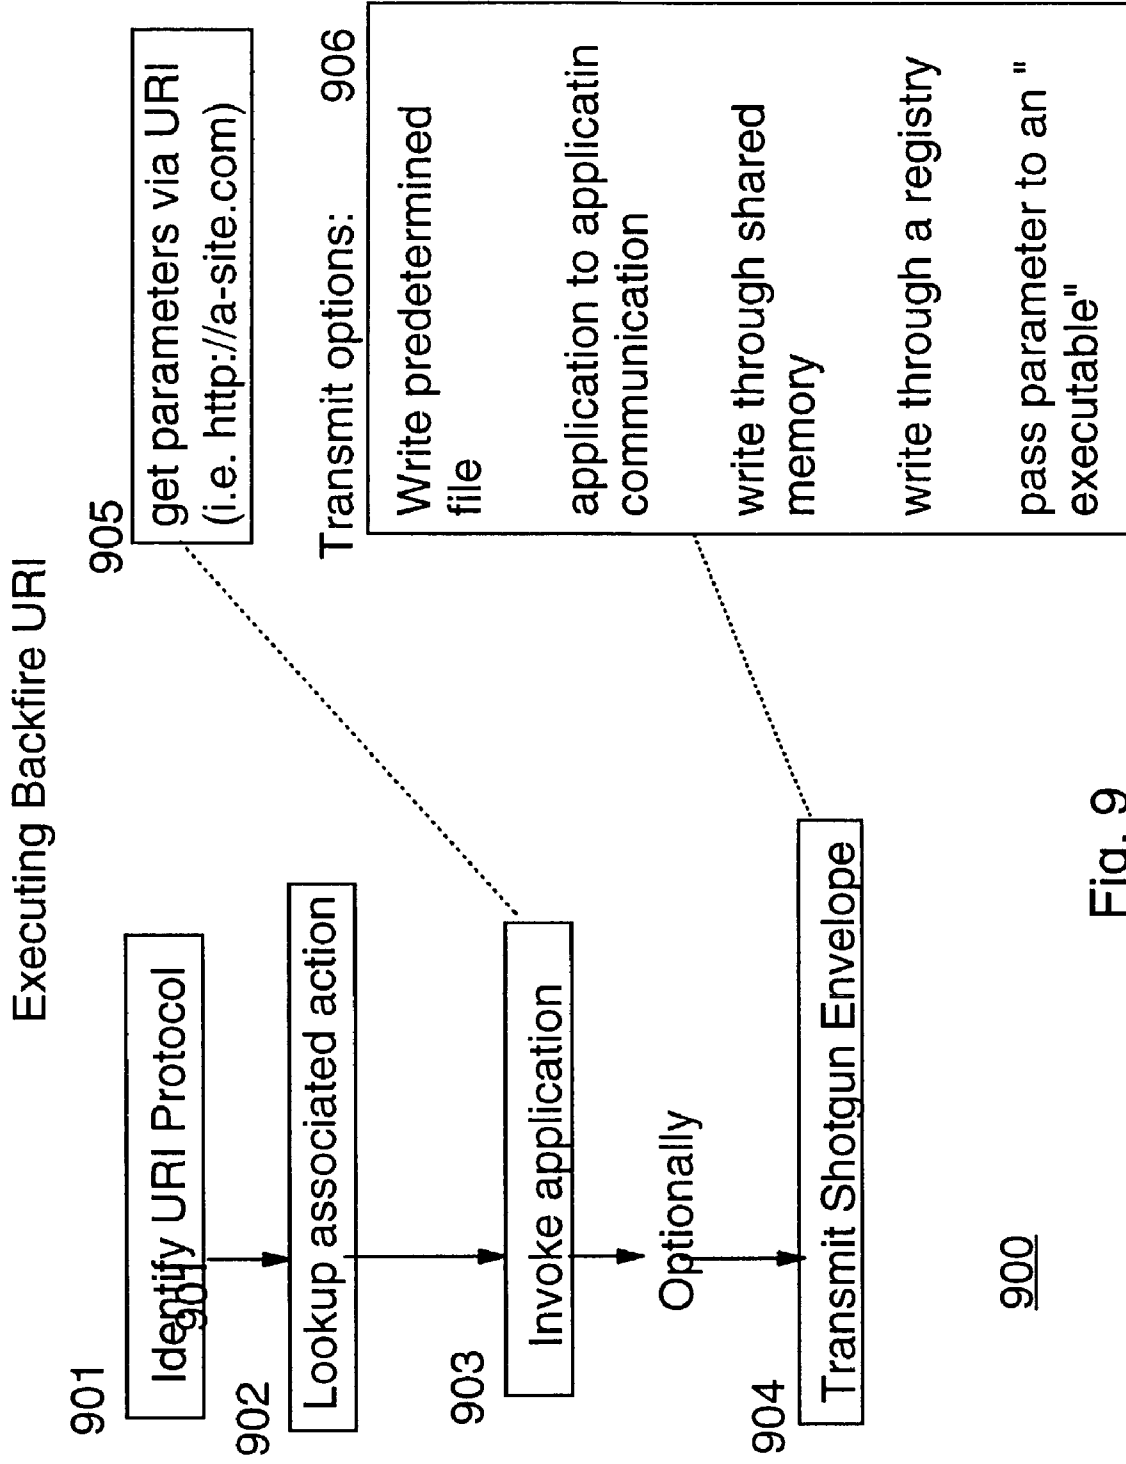 Executing Backfire URI
901
Identify URI Protocol
901
902
Lookup associated action
903
Invoke application
Optionally
904
Transmit Shotgun Envelope
905
get parameters via URI
(i.e. http://a-site.com)
Transmit options:
906
Write predetermined
file
application to applicatin
communication
write through shared
memory
write through a registry
pass parameter to an "
executable"
900
Fig. 9